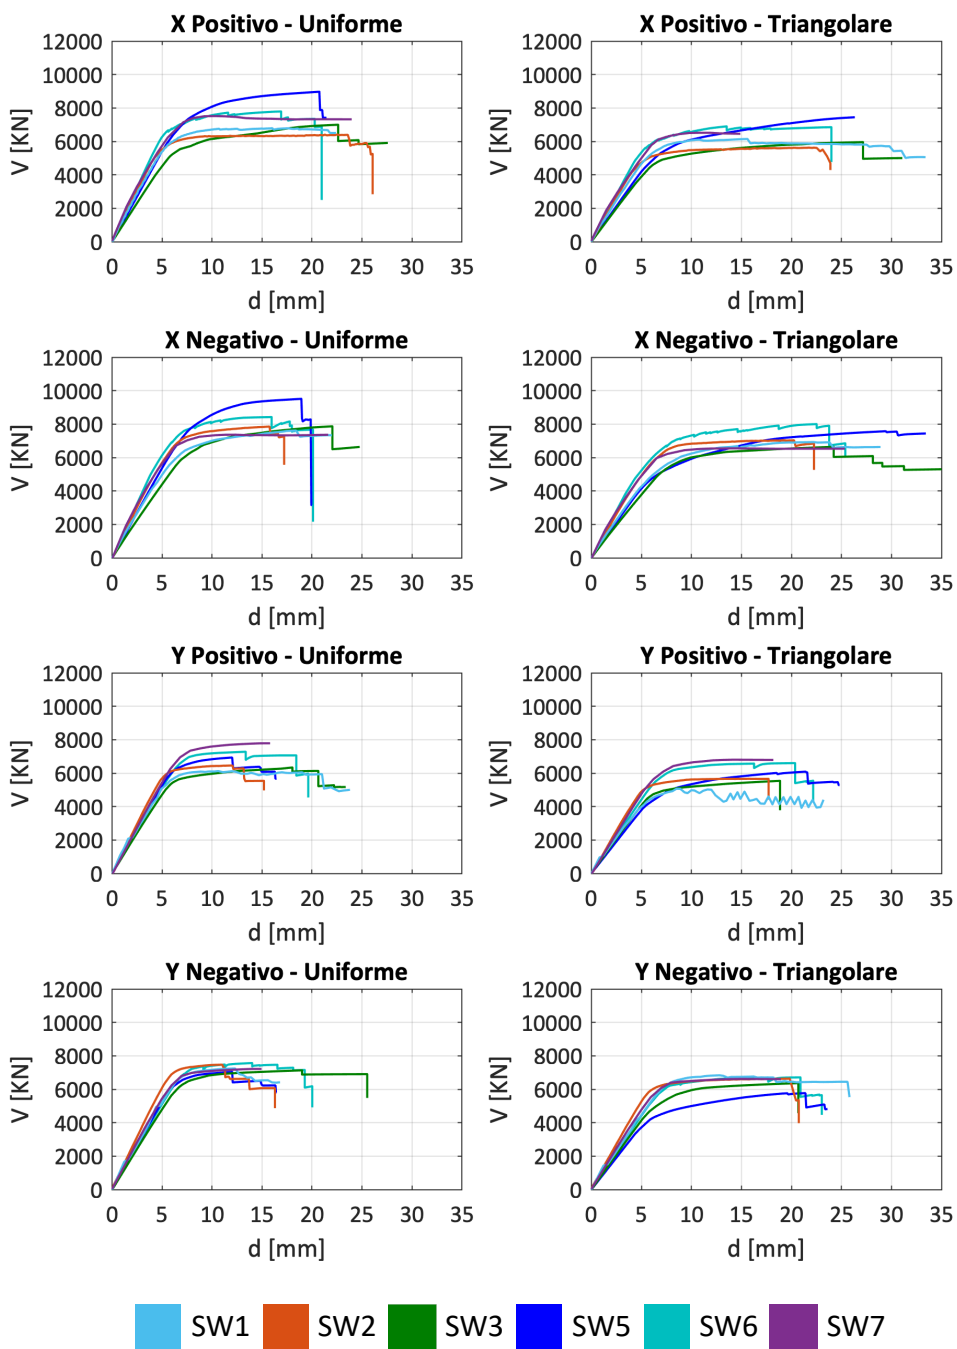 X Positivo - Uniforme
12000
10000
8000
6000
4000
2000
0
V [KN]
0 5 10 15 20 25 30 35
d [mm]
X Positivo - Triangolare
12000
10000
8000
6000
4000
2000
0
V [KN]
0 5 10 15 20 25 30 35
d [mm]
X Negativo - Uniforme
12000
10000
8000
6000
4000
2000
0
V [KN]
0 5 10 15 20 25 30 35
d [mm]
X Negativo - Triangolare
12000
10000
8000
6000
4000
2000
0
V [KN]
0 5 10 15 20 25 30 35
d [mm]
Y Positivo - Uniforme
12000
10000
8000
6000
4000
2000
0
V [KN]
0 5 10 15 20 25 30 35
d [mm]
Y Positivo - Triangolare
12000
10000
8000
6000
4000
2000
0
V [KN]
0 5 10 15 20 25 30 35
d [mm]
Y Negativo - Uniforme
12000
10000
8000
6000
4000
2000
0
V [KN]
0 5 10 15 20 25 30 35
d [mm]
Y Negativo - Triangolare
12000
10000
8000
6000
4000
2000
0
V [KN]
0 5 10 15 20 25 30 35
d [mm]
SW1 SW2 SW3 SW5 SW6 SW7